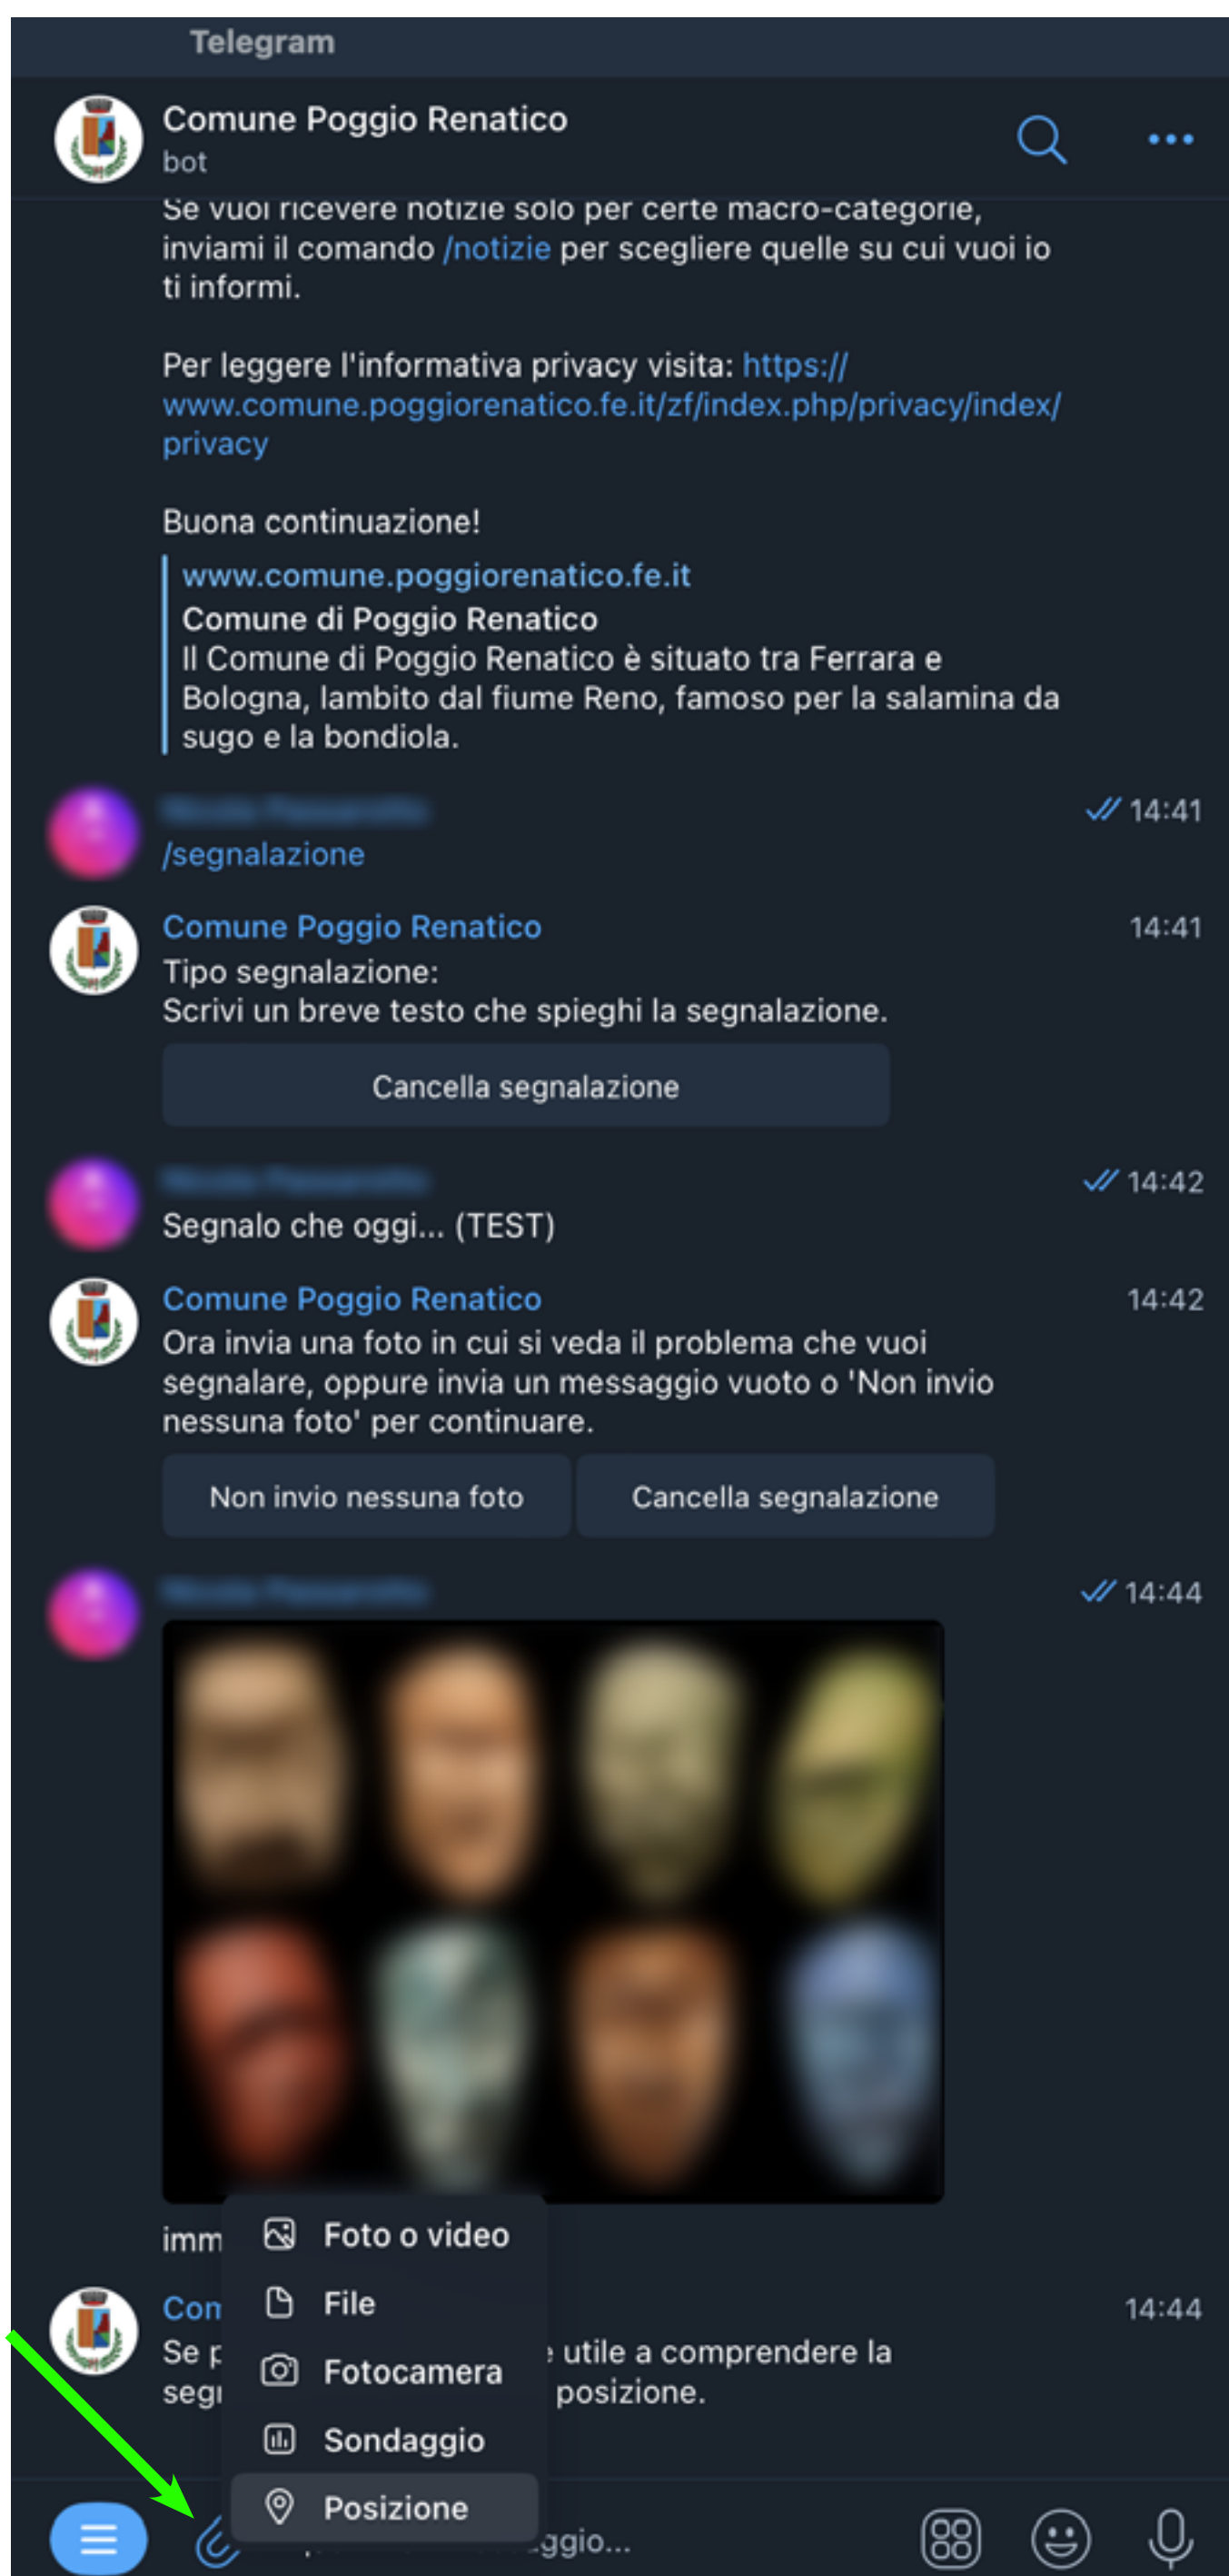 Telegram
Comune Poggio Renatico
bot
Se vuoi ricevere notizie solo per certe macro-categorie,
inviami il comando /notizie per scegliere quelle su cui vuoi io
ti informi.
Per leggere l'informativa privacy visita: https://
www.comune.poggiorenatico.fe.it/zf/index.php/privacy/index/
privacy
Buona continuazione!
www.comune.poggiorenatico.fe.it
Comune di Poggio Renatico
Il Comune di Poggio Renatico è situato tra Ferrara e
Bologna, lambito dal fiume Reno, famoso per la salamina da
sugo e la bondiola.
14:41
/segnalazione
Comune Poggio Renatico 14:41
Tipo segnalazione:
Scrivi un breve testo che spieghi la segnalazione.
Cancella segnalazione
14:42
Segnalo che oggi... (TEST)
Comune Poggio Renatico 14:42
Ora invia una foto in cui si veda il problema che vuoi
segnalare, oppure invia un messaggio vuoto o 'Non invio
nessuna foto' per continuare.
Non invio nessuna foto Cancella segnalazione
14:44
imm
Foto o video
Com 14:44
File
Se p e utile a comprendere la
Fotocamera
segn posizione.
Sondaggio
Posizione
ggio...